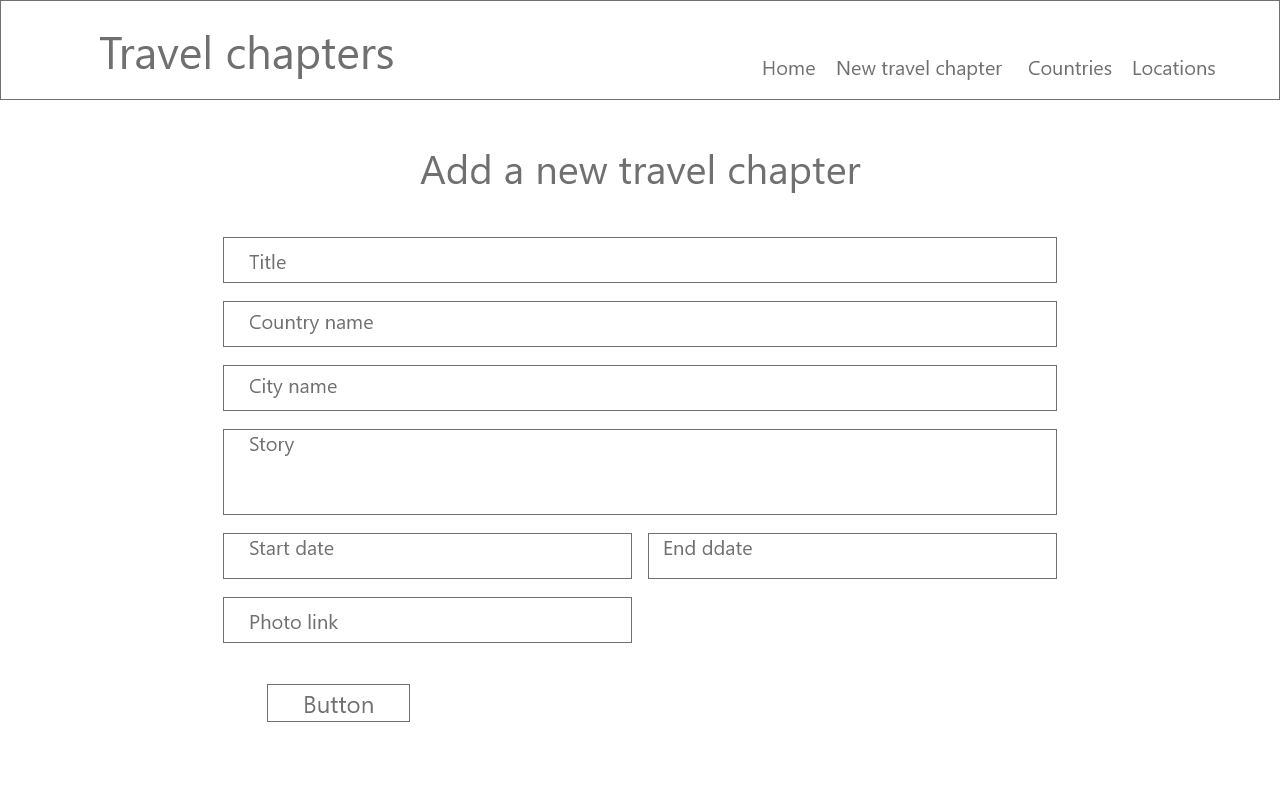 Travel chapters
Home New travel chapter Countries Locations
Add a new travel chapter
Title
Country name
City name
Story
Start date End ddate
Photo link
Button